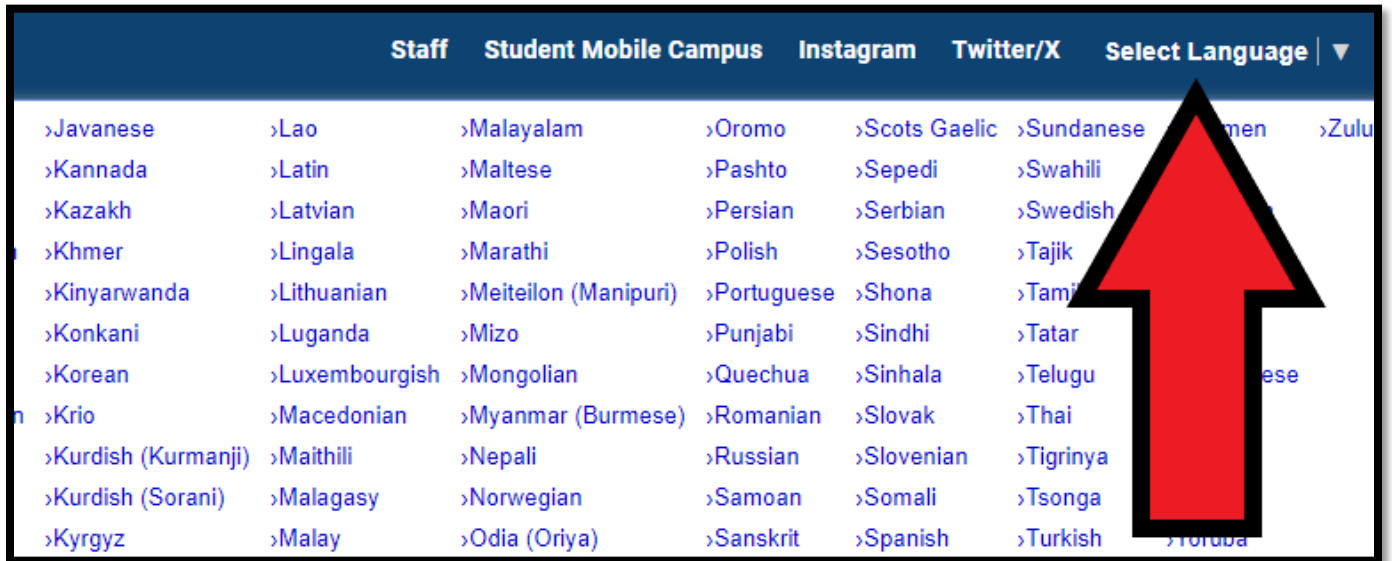 Staff Student Mobile Campus Instagram Twitter/X Select Language ▼
›Javanese ›Lao ›Malayalam ›Oromo ›Scots Gaelic ›Sundanese ›Zulu
›Kannada ›Latin ›Maltese ›Pashto ›Sepedi ›Swahili
›Kazakh ›Latvian ›Maori ›Persian ›Serbian ›Swedish
›Khmer ›Lingala ›Marathi ›Polish ›Sesotho ›Tajik
›Kinyarwanda ›Lithuanian ›Meiteilon (Manipuri) ›Portuguese ›Shona
›Konkani ›Luganda ›Mizo ›Punjabi ›Sindhi ›Tatar
›Korean ›Luxembourgish ›Mongolian ›Quechua ›Sinhala ›Telugu
›Krio ›Macedonian ›Myanmar (Burmese) ›Romanian ›Slovak ›Thai
›Kurdish (Kurmanji) ›Maithili ›Nepali ›Russian ›Slovenian ›Tigrinya
›Kurdish (Sorani) ›Malagasy ›Norwegian ›Samoan ›Somali ›Tsonga
›Kyrgyz ›Malay ›Odia (Oriya) ›Sanskrit ›Spanish ›Turkish ›Yoruba